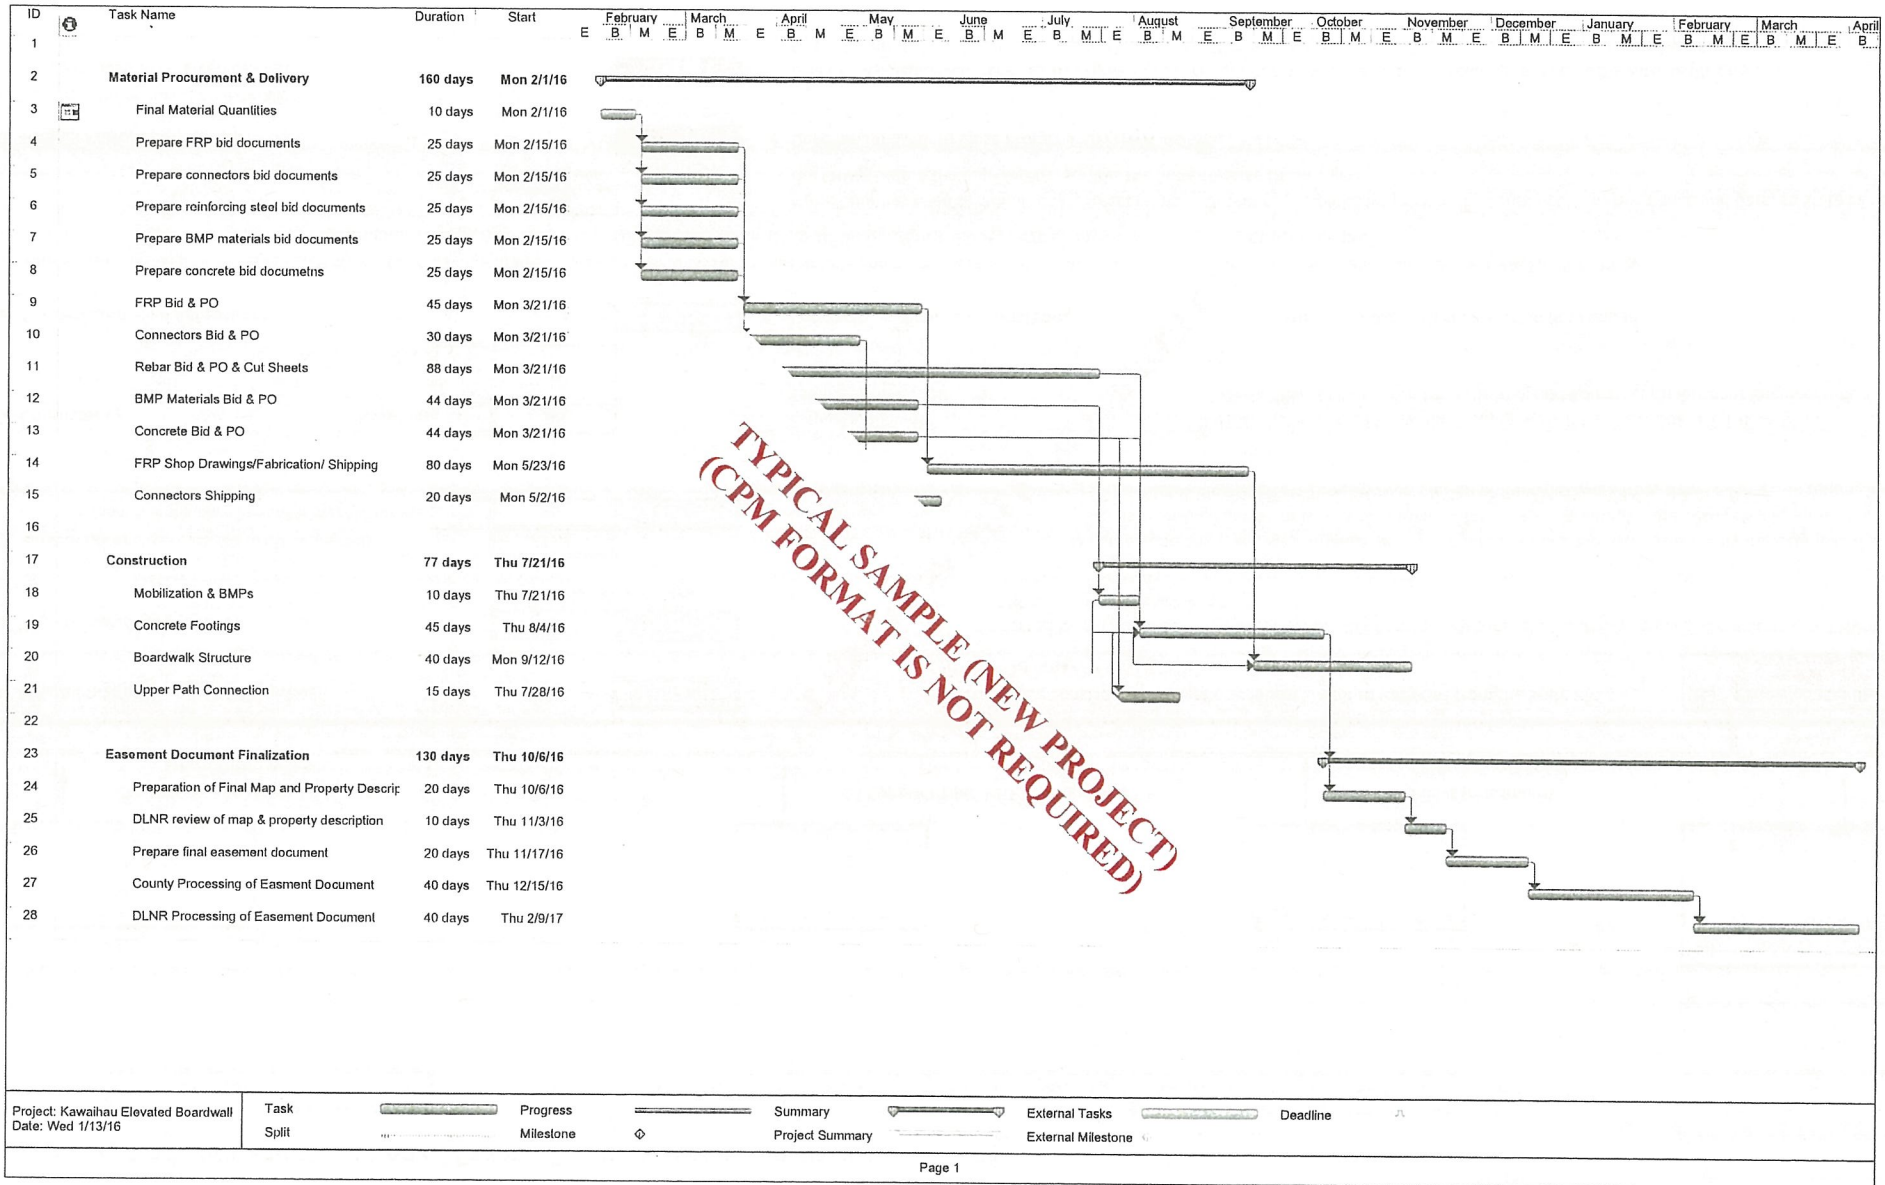 ID Task Name Duration Start February March April May June July August September October November December January February March April
E B M E B M E B M E B M E B M E B M E B M E B M E B M E B M E B M E B M E B M E B M E B
1
2 Material Procurement & Delivory 160 days Mon 2/1/16
3 Final Material Quantities 10 days Mon 2/1/16
4 Prepare FRP bid documents 25 days Mon 2/15/16
5 Prepare connectors bid documents 25 days Mon 2/15/16
6 Prepare reinforcing steel bid documents 25 days Mon 2/15/16
7 Prepare BMP materials bid documents 25 days Mon 2/15/16
8 Prepare concrete bid documetns 25 days Mon 2/15/16
9 FRP Bid & PO 45 days Mon 3/21/16
10 Connectors Bid & PO 30 days Mon 3/21/16
11 Rebar Bid & PO & Cut Sheets 88 days Mon 3/21/16
12 BMP Materials Bid & PO 44 days Mon 3/21/16
13 Concrete Bid & PO 44 days Mon 3/21/16
14 FRP Shop Drawings/Fabrication/ Shipping 80 days Mon 5/23/16
15 Connectors Shipping 20 days Mon 5/2/16
16
17 Construction 77 days Thu 7/21/16
18 Mobilization & BMPs 10 days Thu 7/21/16
19 Concrete Footings 45 days Thu 8/4/16
20 Boardwalk Structure 40 days Mon 9/12/16
21 Upper Path Connection 15 days Thu 7/28/16
22
23 Easement Document Finalization 130 days Thu 10/6/16
24 Preparation of Final Map and Property Descrip 20 days Thu 10/6/16
25 DLNR review of map & property description 10 days Thu 11/3/16
26 Prepare final easement document 20 days Thu 11/17/16
27 County Processing of Easment Document 40 days Thu 12/15/16
28 DLNR Processing of Easement Document 40 days Thu 2/9/17
TYPICAL SAMPLE (NEW PROJECT)
(CPM FORMAT IS NOT REQUIRED)
Project: Kawaihau Elevated Boardwall
Date: Wed 1/13/16
Task Progress Summary External Tasks Deadline
Split Milestone Project Summary External Milestone
Page 1